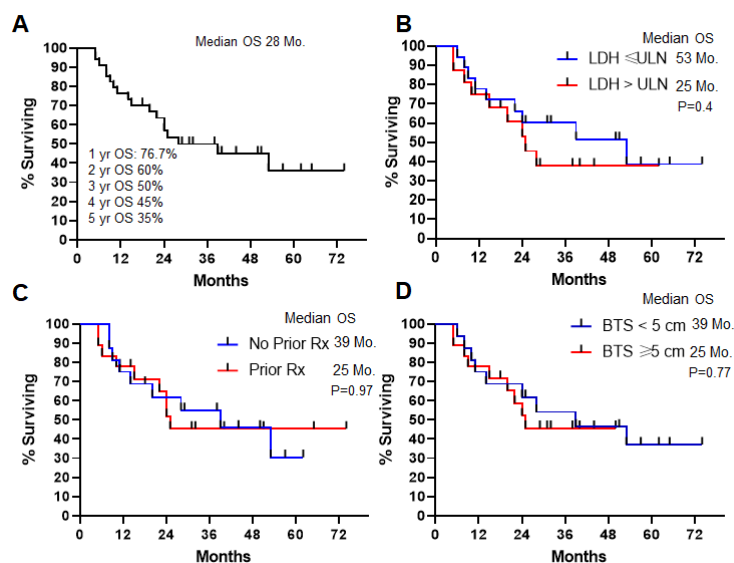 A
Median OS 28 Mo.
100
90
80
70
60
50
40
30
20
10
0
% Surviving
1 yr OS: 76.7%
2 yr OS 60%
3 yr OS 50%
4 yr OS 45%
5 yr OS 35%
0 12 24 36 48 60 72
Months
B
Median OS
LDH ⩽ULN 53 Mo.
LDH > ULN 25 Mo.
P=0.4
100
90
80
70
60
50
40
30
20
10
0
% Surviving
0 12 24 36 48 60 72
Months
C
Median OS
No Prior Rx 39 Mo.
Prior Rx 25 Mo.
P=0.97
100
90
80
70
60
50
40
30
20
10
0
% Surviving
0 12 24 36 48 60 72
Months
D
Median OS
BTS < 5 cm 39 Mo.
BTS ⩾5 cm 25 Mo.
P=0.77
100
90
80
70
60
50
40
30
20
10
0
% Surviving
0 12 24 36 48 60 72
Months